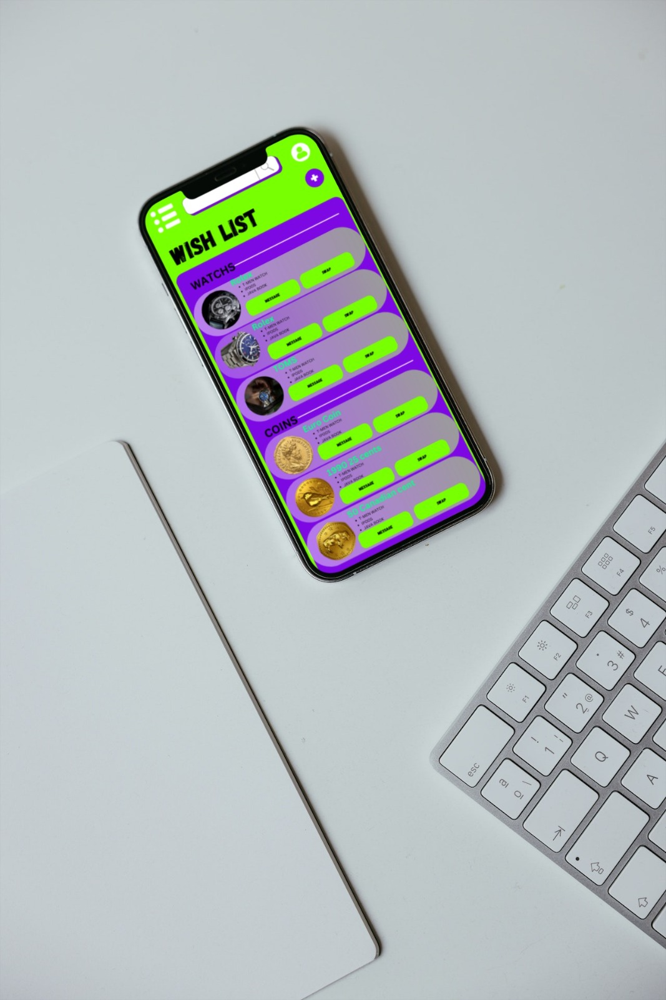 WISH LIST
WATCHS
Rolex
T-MEN WATCH
IPODS
JAVA BOOK
MESSAGE
SWAP
Rolex
T-MEN WATCH
IPODS
JAVA BOOK
MESSAGE
SWAP
TOMS
T-MEN WATCH
IPODS
JAVA BOOK
MESSAGE
SWAP
COINS
Euro Coin
T-MEN WATCH
IPODS
JAVA BOOK
MESSAGE
SWAP
1990 25 cents
T-MEN WATCH
IPODS
JAVA BOOK
MESSAGE
SWAP
50 Canadian cent
T-MEN WATCH
IPODS
JAVA BOOK
MESSAGE
SWAP
F5
F4
F3
F2
F1
esc
%
$ 4
· 3 #
" 2 @
! 1
ª º \
E
W
Q
A